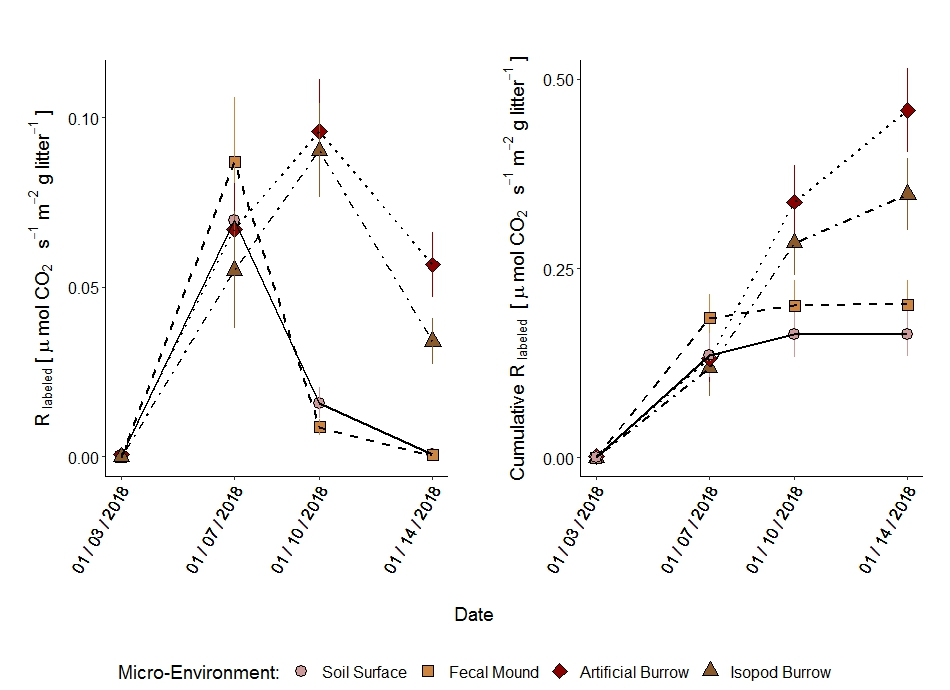 R labeled [ μ mol CO2 s−1 m−2 g litter−1 ]
0.10
0.05
0.00
01 / 03 / 2018
01 / 07 / 2018
01 / 10 / 2018
01 / 14 / 2018
Cumulative R labeled [ μ mol CO2 s−1 m−2 g litter−1 ]
0.50
0.25
0.00
01 / 03 / 2018
01 / 07 / 2018
01 / 10 / 2018
01 / 14 / 2018
Date
Micro-Environment: Soil Surface Fecal Mound Artificial Burrow Isopod Burrow